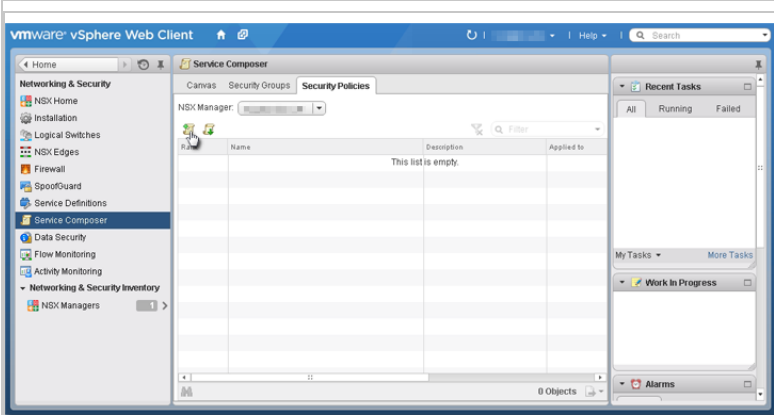 vmware® vSphere Web Client
Help
Search
Home
Networking & Security
NSX Home
Installation
Logical Switches
NSX Edges
Firewall
SpoofGuard
Service Definitions
Service Composer
Data Security
Flow Monitoring
Activity Monitoring
Networking & Security Inventory
NSX Managers 1
Service Composer
Canvas Security Groups Security Policies
NSX Manager:
Filter
Name Description Applied to
This list is empty.
0 Objects
Recent Tasks
All Running Failed
My Tasks More Tasks
Work In Progress
Alarms